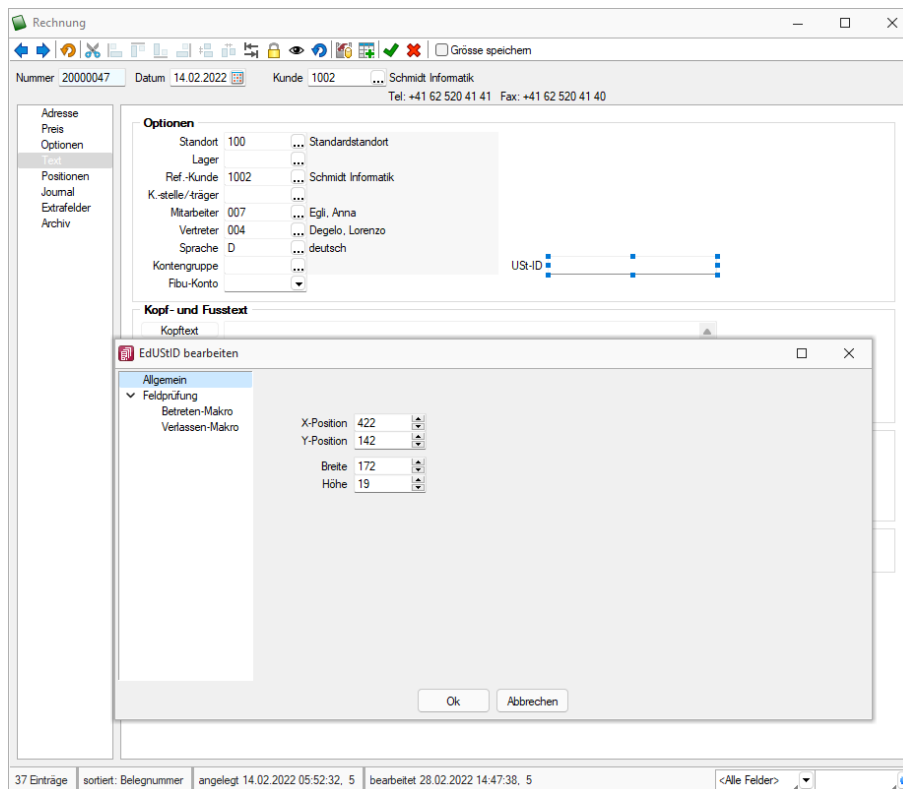 Rechnung
Grösse speichern
Nummer 20000047 Datum 14.02.2022 Kunde 1002 ... Schmidt Informatik
Tel: +41 62 520 41 41 Fax: +41 62 520 41 40
Adresse
Preis
Optionen
Text
Positionen
Journal
Extrafelder
Archiv
Optionen
Standort 100 ... Standardstandort
Lager ...
Ref.-Kunde 1002 ... Schmidt Informatik
K.-stelle/-träger ...
Mitarbeiter 007 ... Egli, Anna
Vertreter 004 ... Degelo, Lorenzo
Sprache D ... deutsch
Kontengruppe ... USt-ID
Fibu-Konto
Kopf- und Fusstext
Kopftext
EdUStID bearbeiten
Allgemein
Feldprüfung
Betreten-Makro
Verlassen-Makro
X-Position 422
Y-Position 142
Breite 172
Höhe 19
Ok Abbrechen
37 Einträge sortiert: Belegnummer angelegt 14.02.2022 05:52:32, 5 bearbeitet 28.02.2022 14:47:38, 5 <Alle Felder>